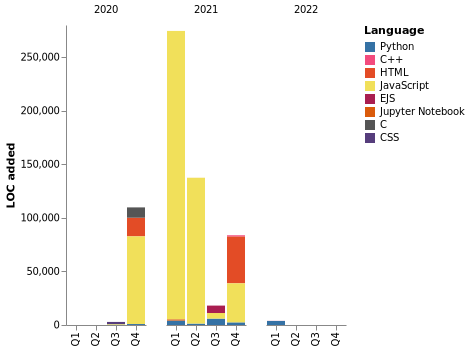 2020 2021 2022
LOC added
250,000
200,000
150,000
100,000
50,000
0
Q1 Q2 Q3 Q4 Q1 Q2 Q3 Q4 Q1 Q2 Q3 Q4
Language
Python
C++
HTML
JavaScript
EJS
Jupyter Notebook
C
CSS